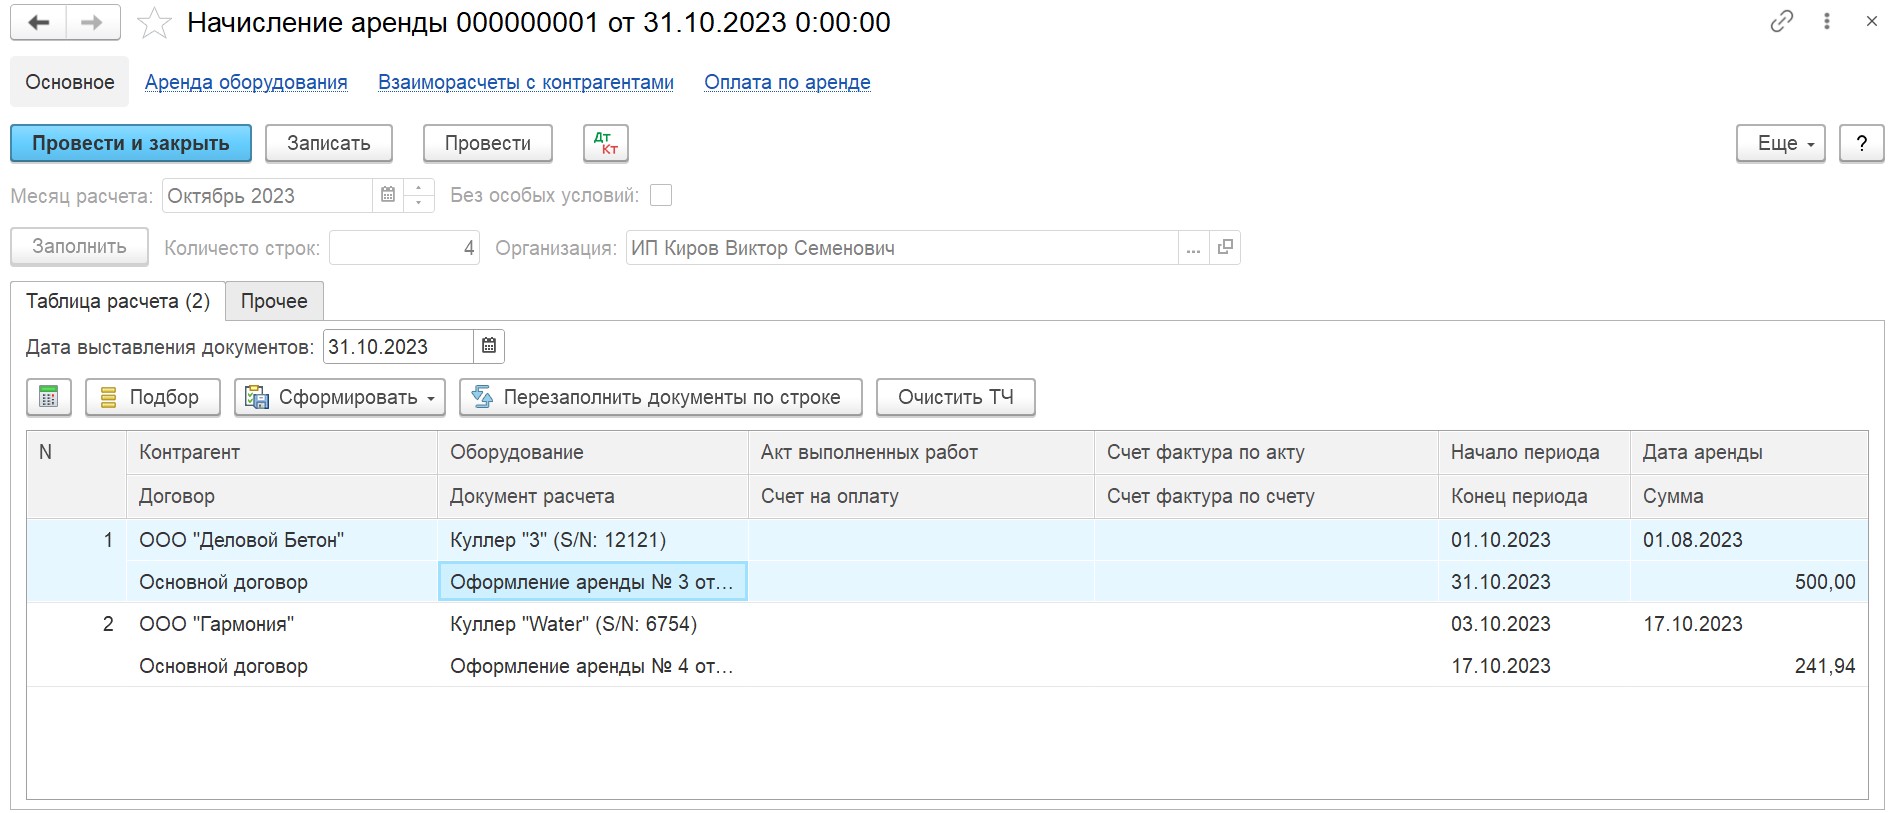 Начисление аренды 000000001 от 31.10.2023 0:00:00
Основное Аренда оборудования Взаиморасчеты с контрагентами Оплата по аренде
Провести и закрыть Записать Провести Дт Кт Еще ?
Месяц расчета: Октябрь 2023 Без особых условий:
Заполнить Количесто строк: 4 Организация: ИП Киров Виктор Семенович ...
Таблица расчета (2) Прочее
Дата выставления документов: 31.10.2023
Подбор Сформировать Перезаполнить документы по строке Очистить ТЧ
N Контрагент Оборудование Акт выполненных работ Счет фактура по акту Начало периода Дата аренды
Договор Документ расчета Счет на оплату Счет фактура по счету Конец периода Сумма
1 ООО "Деловой Бетон" Куллер "3" (S/N: 12121) 01.10.2023 01.08.2023
Основной договор Оформление аренды № 3 от... 31.10.2023 500,00
2 ООО "Гармония" Куллер "Water" (S/N: 6754) 03.10.2023 17.10.2023
Основной договор Оформление аренды № 4 от... 17.10.2023 241,94